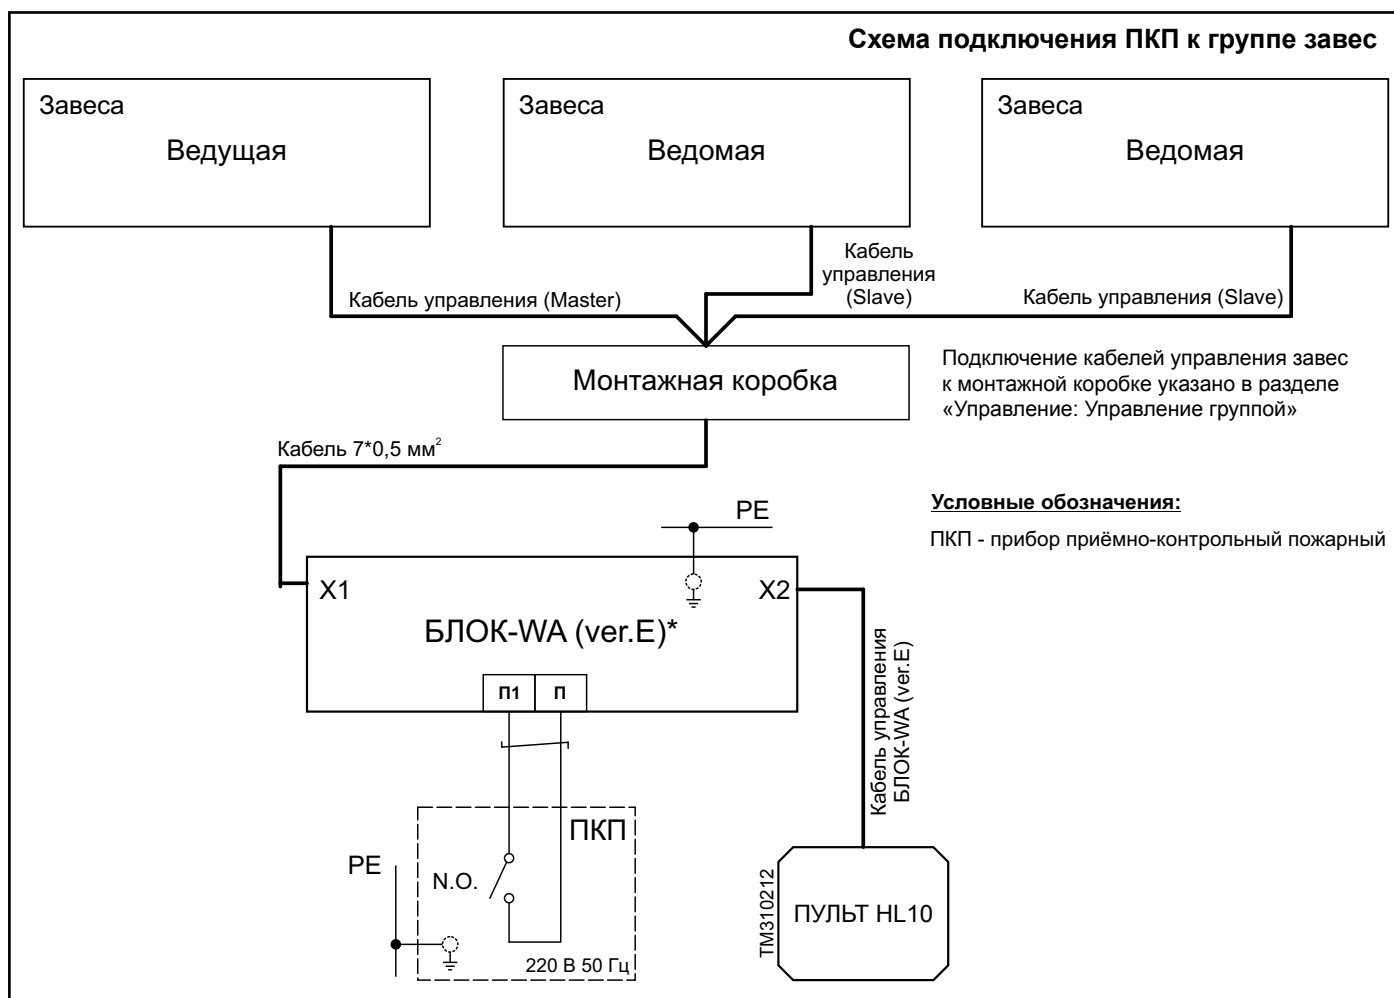 Схема подключения ПКП к группе завес
Завеса
Ведущая
Завеса
Ведомая
Завеса
Ведомая
Кабель управления (Master)
Кабель
управления
(Slave)
Кабель управления (Slave)
Монтажная коробка
Подключение кабелей управления завес
к монтажной коробке указано в разделе
«Управление: Управление группой»
Кабель 7*0,5 мм²
Условные обозначения:
ПКП - прибор приёмно-контрольный пожарный
PE
X1
X2
БЛОК-WA (ver.E)*
П1
П
Кабель управления
БЛОК-WA (ver.E)
ПКП
PE
N.O.
220 В 50 Гц
TM310212
ПУЛЬТ HL10